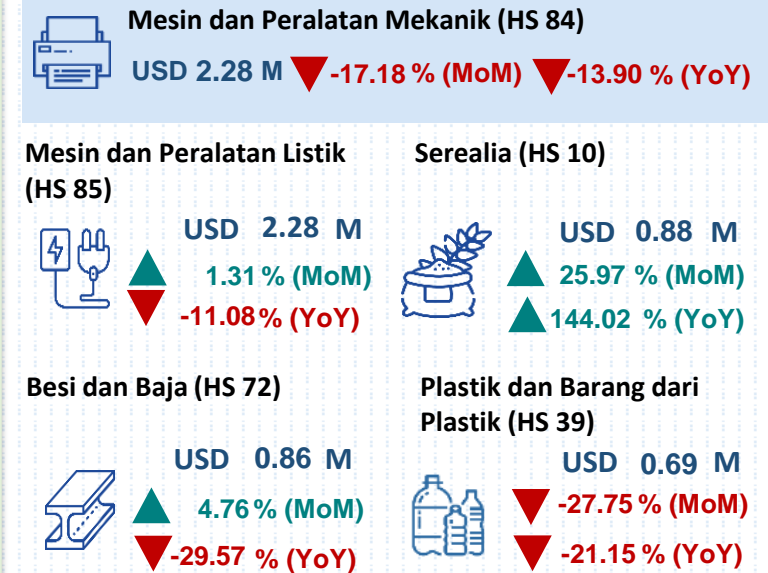 Mesin dan Peralatan Mekanik (HS 84)
USD 2.28 M -17.18 % (MoM) -13.90 % (YoY)
Mesin dan Peralatan Listik
(HS 85)
USD 2.28 M
1.31 % (MoM)
-11.08 % (YoY)
Serealia (HS 10)
USD 0.88 M
25.97 % (MoM)
144.02 % (YoY)
Besi dan Baja (HS 72)
USD 0.86 M
4.76 % (MoM)
-29.57 % (YoY)
Plastik dan Barang dari
Plastik (HS 39)
USD 0.69 M
-27.75 % (MoM)
-21.15 % (YoY)